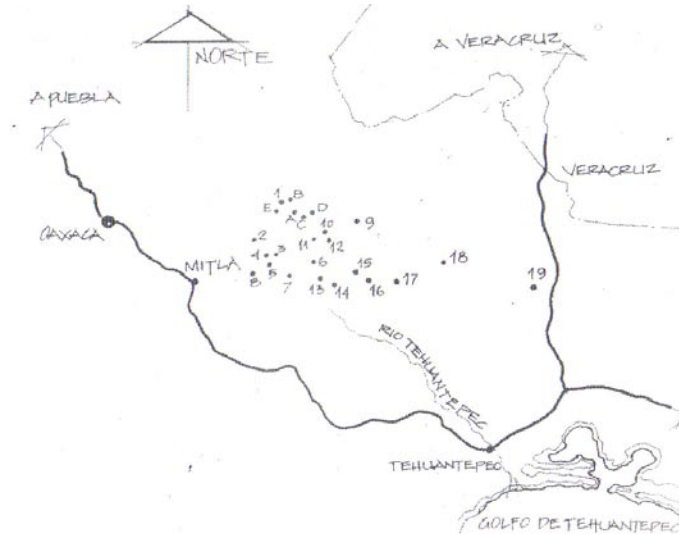 NORTE
A VERACRUZ
A PUEBLA
VERACRUZ
1 B
E A C D
9
OAXACA
10
2 11 12
4 3
MITLA
5 6 15 18
8 7 13 14 16 17 19
RIO TEHUANTEPEC
TEHUANTEPEC
GOLFO DE TEHUANTEPEC